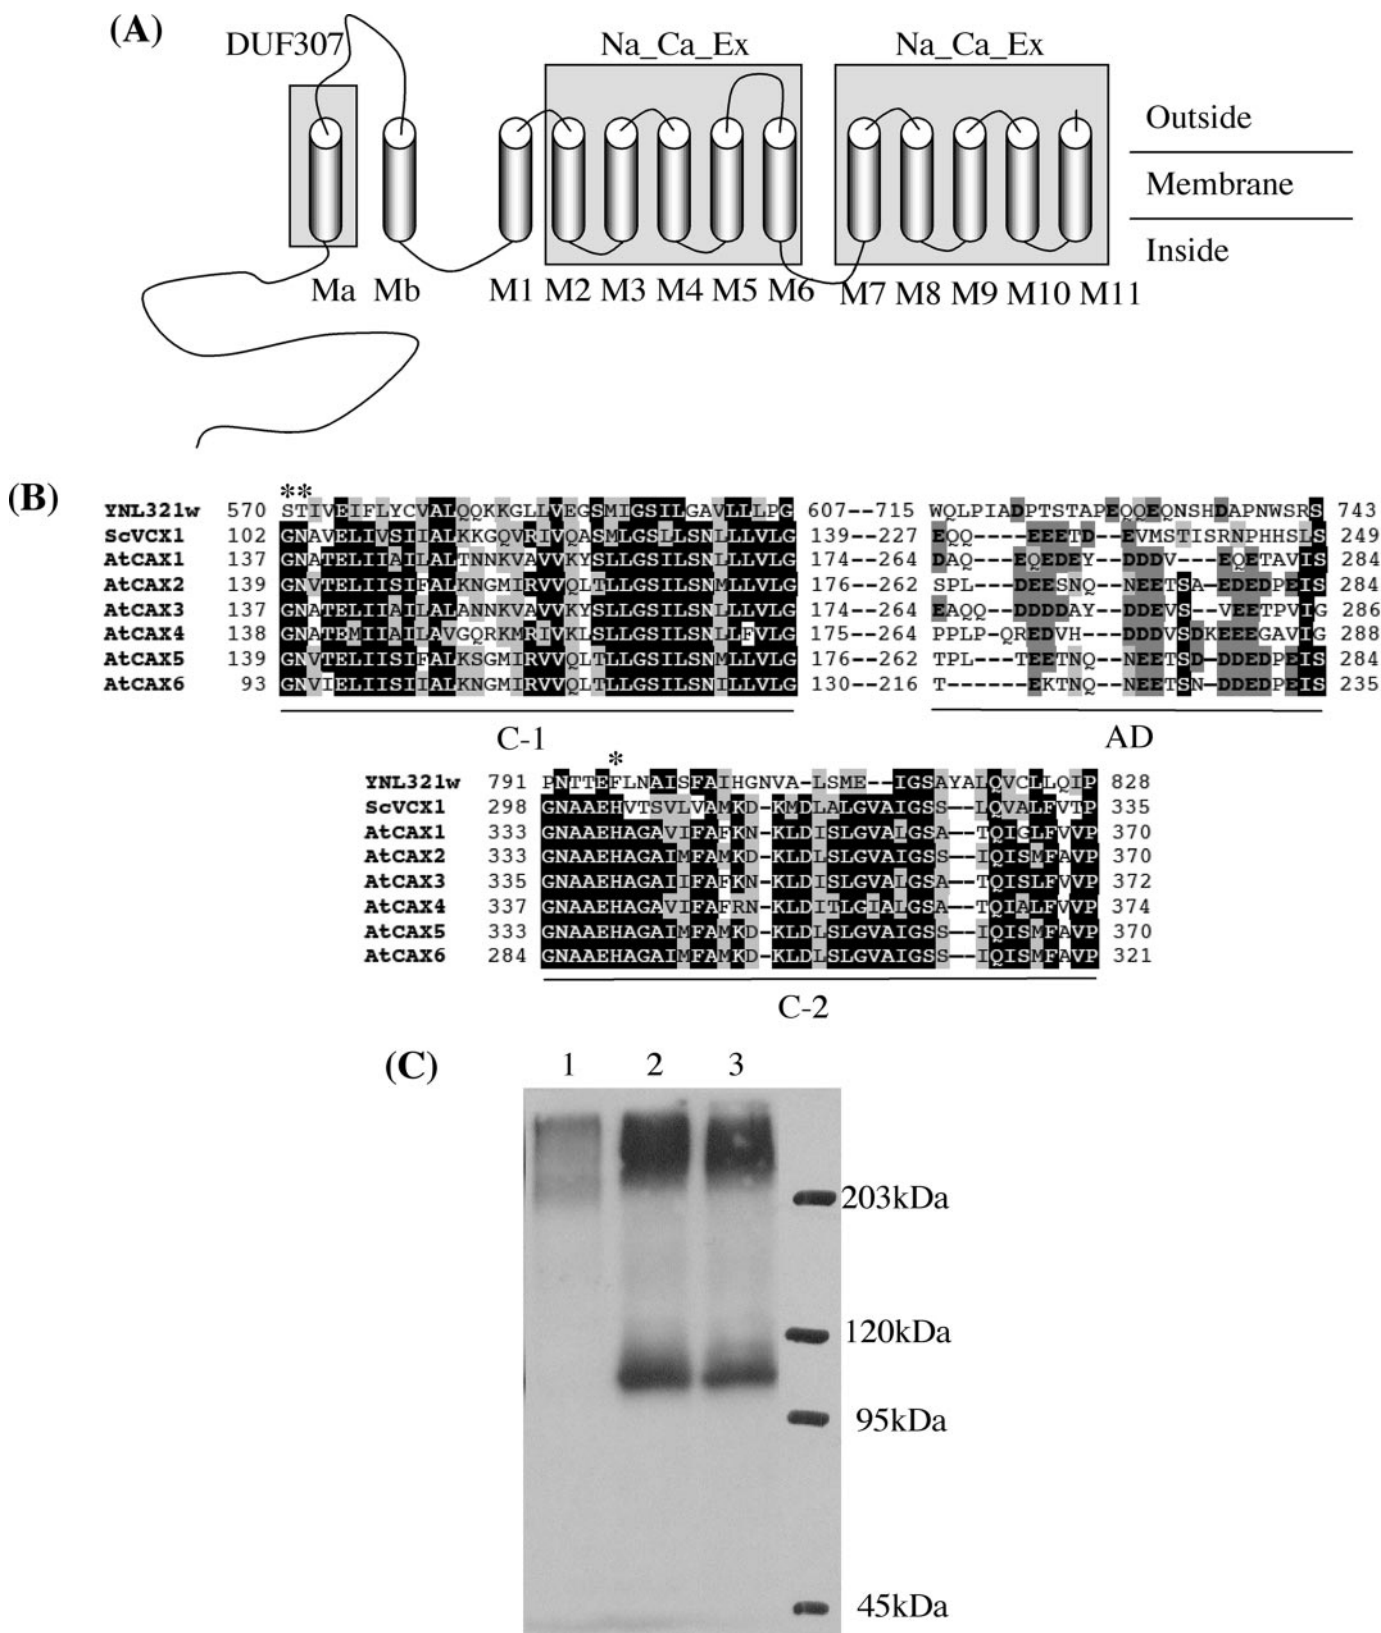 (A)
DUF307 Na_Ca_Ex Na_Ca_Ex
Outside
Membrane
Inside
Ma Mb M1 M2 M3 M4 M5 M6 M7 M8 M9 M10 M11
(B)
**
YNL321w 570 STIVEIFLYCVALQQKKGLLVEGSMIGSILGAVLLLPG 607--715 WQLPIADPTSTAPEQQEQNSHDAPNWSRS 743
ScVCX1 102 GNAVELIVSIIALKKGQVRIVQASMLGSLLSNLLLVLG 139--227 EQQ----EEETD--EVMSTISRNPHHSLS 249
AtCAX1 137 GNATELIIAILALTNNKVAVVKYSLLGSILSNLLLVLG 174--264 DAQ----EQEDEY--DDDV---EQETAVIS 284
AtCAX2 139 GNVTELIISIFALKNGMIRVVQLTLLGSILSNMLLVLG 176--262 SPL---DEESNQ--NEETSA-EDEDPEIS 284
AtCAX3 137 GNATELIIAILALANNKVAVVKYSLLGSILSNLLLVLG 174--264 EAQQ--DDDDAY--DDEVS--VEETPVIG 286
AtCAX4 138 GNATEMIIAILAVGQRKMRIVKLSLLGSILSNLLFVLG 175--264 PPLP-QREDVH---DDDVSDKEEEGAVIG 288
AtCAX5 139 GNVTELIISIFALKSGMIRVVQLTLLGSILSNMLLVLG 176--262 TPL---TEETNQ--NEETSD-DDEDPEIS 284
AtCAX6 93 GNVIELIISIIALKNGMIRVVQLTLLGSILSNILLVLG 130--216 T------EKTNQ--NEETSN-DDEDPEIS 235
C-1 AD
*
YNL321w 791 PNTTEFLNAISFAIHGNVA-LSME--IGSAYALQVCLLQIP 828
ScVCX1 298 GNAAEHVTSVLVAMKD-KMDLALGVAIGSS--LQVALFVTP 335
AtCAX1 333 GNAAEHAGAVIFAFKN-KLDISLGVALGSA--TQIGLFVVP 370
AtCAX2 333 GNAAEHAGAIMFAMKD-KLDLSLGVAIGSS--IQISMFAVP 370
AtCAX3 335 GNAAEHAGAIIFAFKN-KLDISLGVALGSA--TQISLFVVP 372
AtCAX4 337 GNAAEHAGAVIFAFRN-KLDITLGIALGSA--TQIALFVVP 374
AtCAX5 333 GNAAEHAGAIMFAMKD-KLDLSLGVAIGSS--IQISMFAVP 370
AtCAX6 284 GNAAEHAGAIMFAMKD-KLDLSLGVAIGSS--IQISMFAVP 321
C-2
(C) 1 2 3
203kDa
120kDa
95kDa
45kDa